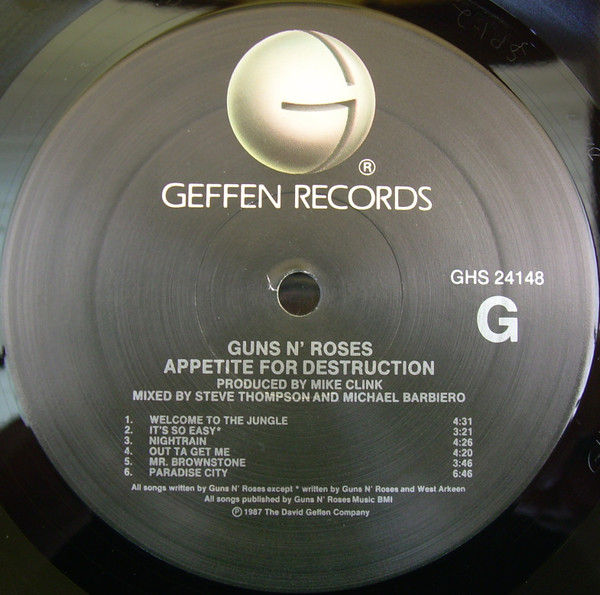 ®
GEFFEN RECORDS
GHS 24148
G
GUNS N' ROSES
APPETITE FOR DESTRUCTION
PRODUCED BY MIKE CLINK
MIXED BY STEVE THOMPSON AND MICHAEL BARBIERO
1. WELCOME TO THE JUNGLE 4:31
2. IT'S SO EASY* 3:21
3. NIGHTRAIN 4:26
4. OUT TA GET ME 4:20
5. MR. BROWNSTONE 3:46
6. PARADISE CITY 6:46
All songs written by Guns N' Roses except * written by Guns N' Roses and West Arkeen
All songs published by Guns N' Roses Music BMI
℗ 1987 The David Geffen Company